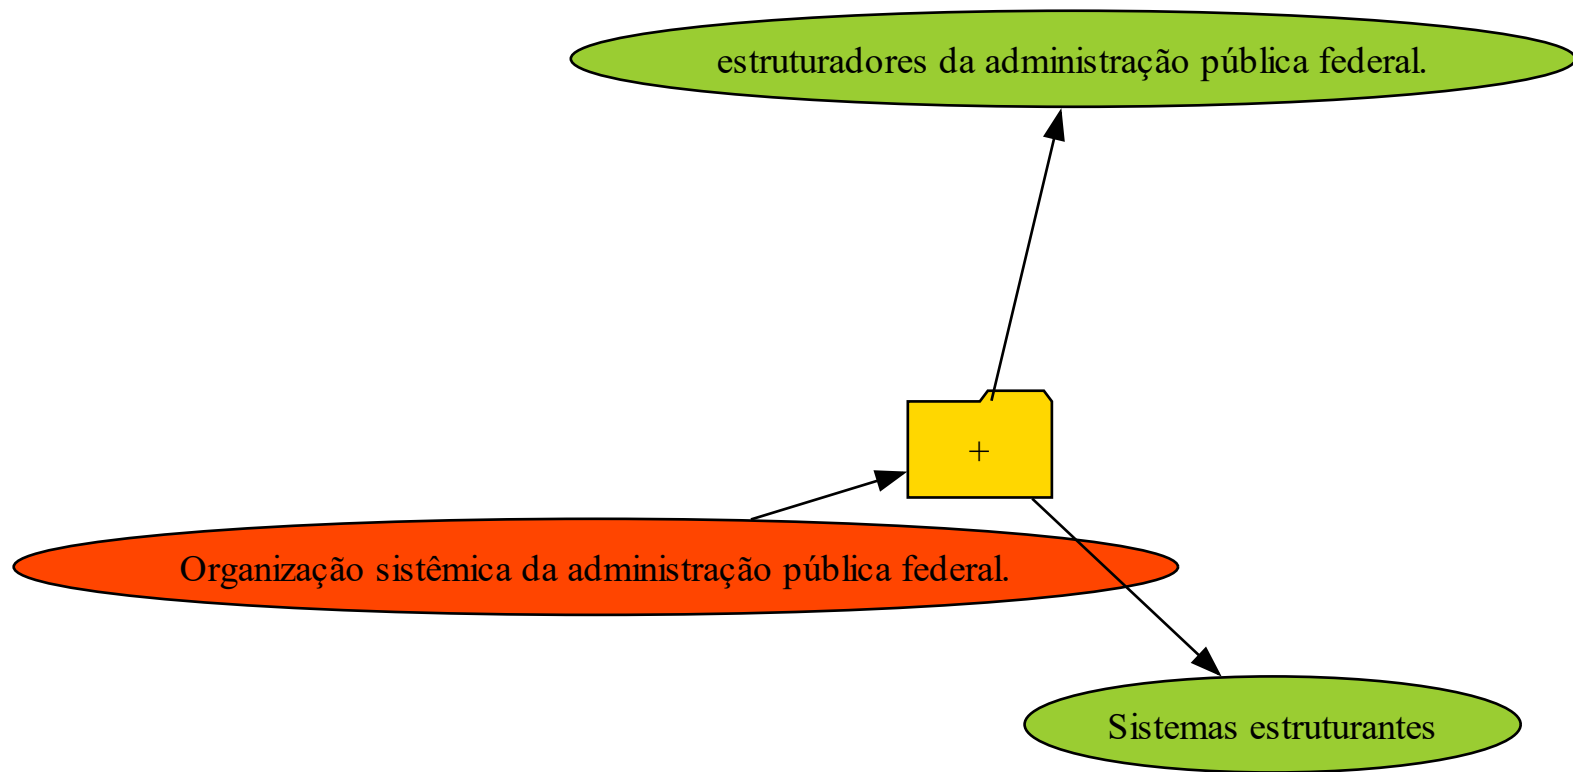 estruturadores da administração pública federal.
+
Organização sistêmica da administração pública federal.
Sistemas estruturantes